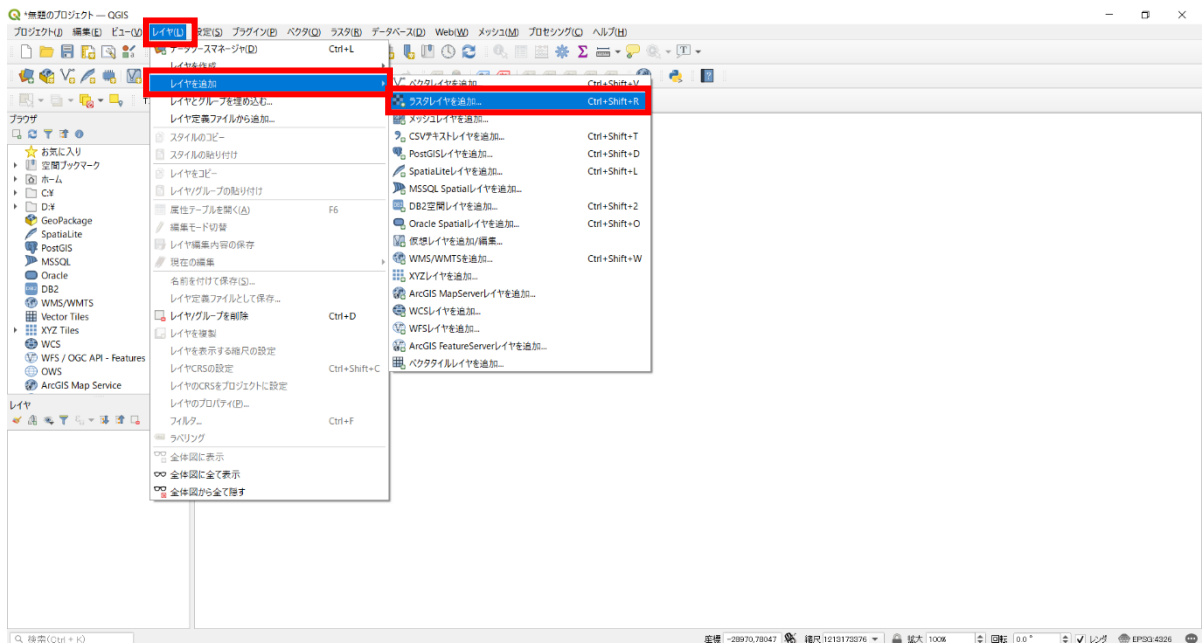 *無題のプロジェクト — QGIS
プロジェクト(J) 編集(E) ビュー(V) レイヤ(L) 設定(S) プラグイン(P) ベクタ(O) ラスタ(R) データベース(D) Web(W) メッシュ(M) プロセシング(C) ヘルプ(H)
データソースマネージャ(D) Ctrl+L
レイヤを作成
レイヤを追加
レイヤとグループを埋め込む...
レイヤ定義ファイルから追加...
スタイルのコピー
スタイルの貼り付け
レイヤをコピー
レイヤ/グループの貼り付け
属性テーブルを開く(A) F6
編集モード切替
レイヤ編集内容の保存
現在の編集
名前を付けて保存(S)...
レイヤ定義ファイルとして保存...
レイヤ/グループを削除 Ctrl+D
レイヤを複製
レイヤを表示する縮尺の設定
レイヤCRSの設定 Ctrl+Shift+C
レイヤのCRSをプロジェクトに設定
レイヤのプロパティ(P)...
フィルタ... Ctrl+F
ラベリング
全体図に表示
全体図に全て表示
全体図から全て隠す
ベクタレイヤを追加... Ctrl+Shift+V
ラスタレイヤを追加... Ctrl+Shift+R
メッシュレイヤを追加...
CSVテキストレイヤを追加... Ctrl+Shift+T
PostGISレイヤを追加... Ctrl+Shift+D
SpatiaLiteレイヤを追加... Ctrl+Shift+L
MSSQL Spatialレイヤを追加...
DB2空間レイヤを追加... Ctrl+Shift+2
Oracle Spatialレイヤを追加... Ctrl+Shift+O
仮想レイヤを追加/編集...
WMS/WMTSを追加... Ctrl+Shift+W
XYZレイヤを追加...
ArcGIS MapServerレイヤを追加...
WCSレイヤを追加...
WFSレイヤを追加...
ArcGIS FeatureServerレイヤを追加...
ベクタタイルレイヤを追加...
ブラウザ
お気に入り
空間ブックマーク
ホーム
C:¥
D:¥
GeoPackage
SpatiaLite
PostGIS
MSSQL
Oracle
DB2
WMS/WMTS
Vector Tiles
XYZ Tiles
WCS
WFS / OGC API - Features
OWS
ArcGIS Map Service
レイヤ
検索(Ctrl + K) 座標 -28970,78047 縮尺 1:213173376 拡大 100% 回転 0.0 ° レンダ EPSG:4326